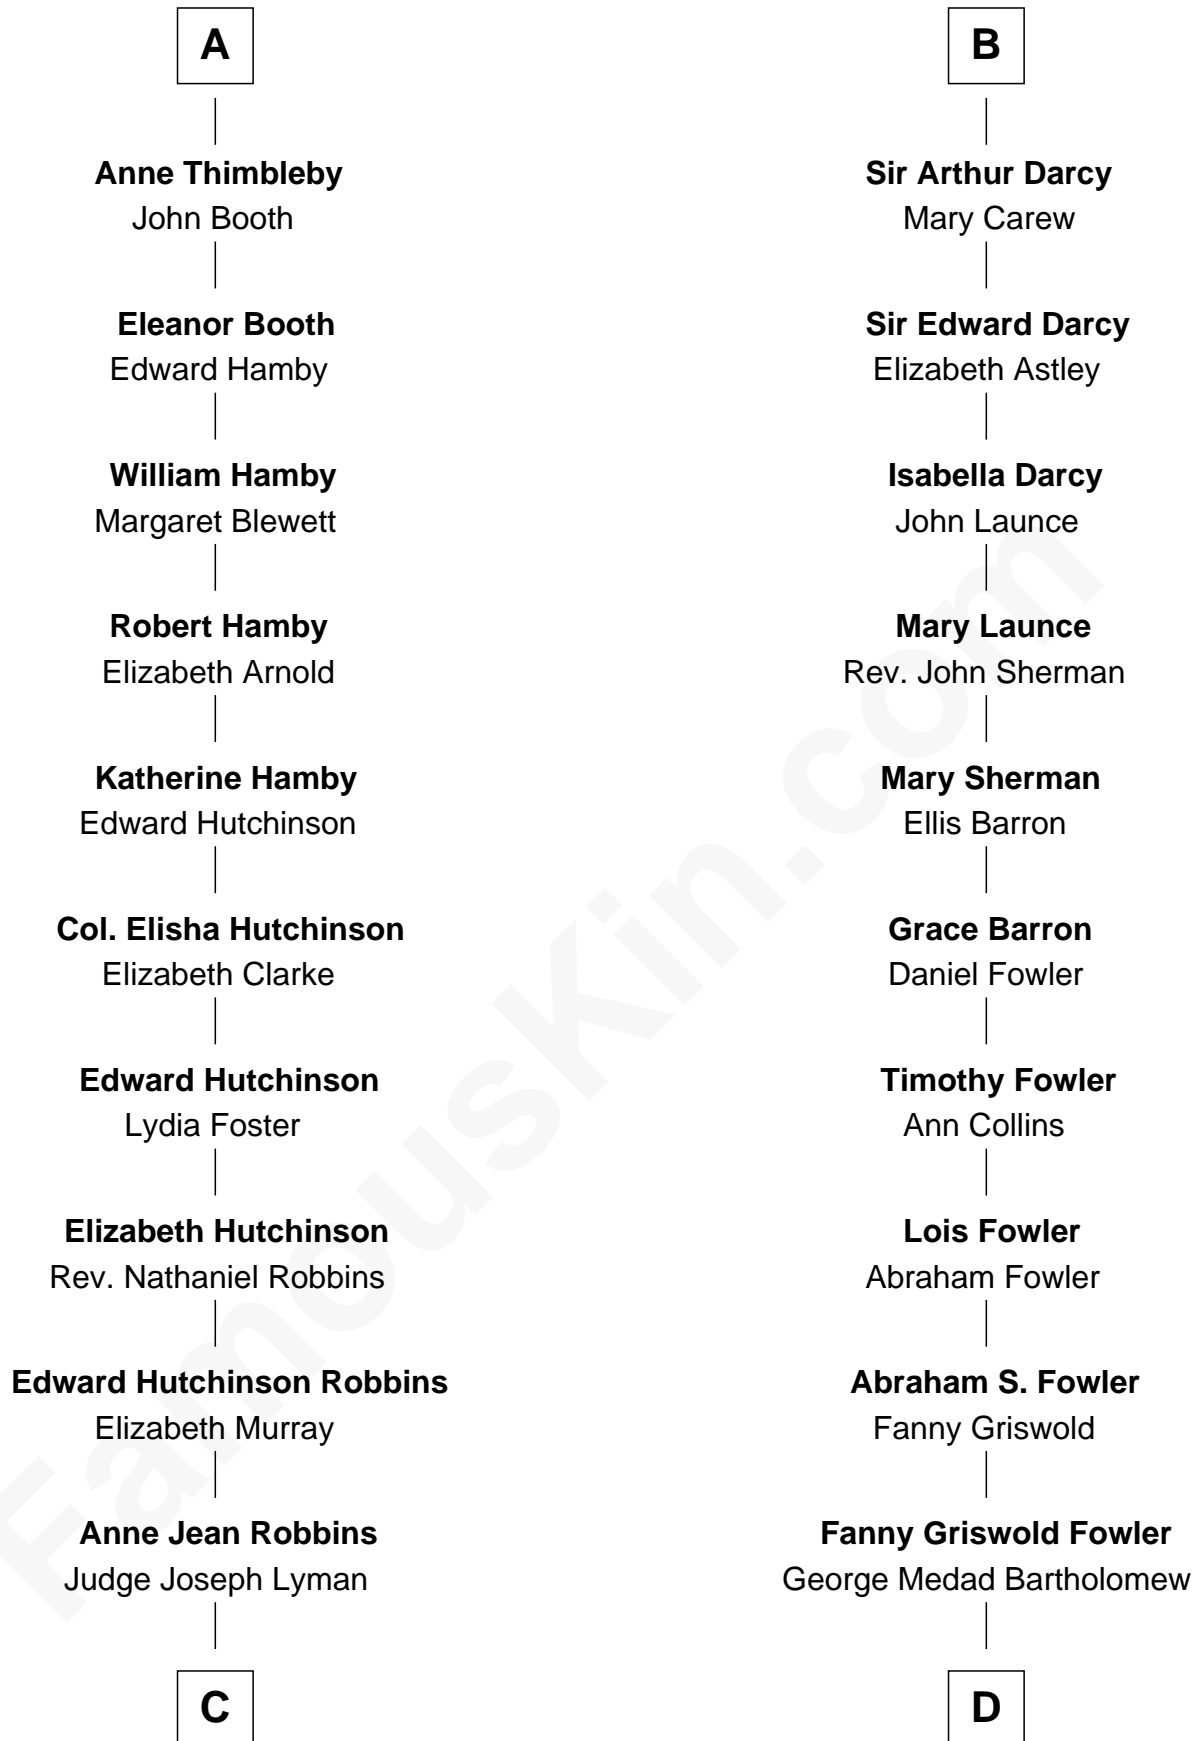 A
Anne Thimbleby
John Booth
Eleanor Booth
Edward Hamby
William Hamby
Margaret Blewett
Robert Hamby
Elizabeth Arnold
Katherine Hamby
Edward Hutchinson
Col. Elisha Hutchinson
Elizabeth Clarke
Edward Hutchinson
Lydia Foster
Elizabeth Hutchinson
Rev. Nathaniel Robbins
Edward Hutchinson Robbins
Elizabeth Murray
Anne Jean Robbins
Judge Joseph Lyman
C
B
Sir Arthur Darcy
Mary Carew
Sir Edward Darcy
Elizabeth Astley
Isabella Darcy
John Launce
Mary Launce
Rev. John Sherman
Mary Sherman
Ellis Barron
Grace Barron
Daniel Fowler
Timothy Fowler
Ann Collins
Lois Fowler
Abraham Fowler
Abraham S. Fowler
Fanny Griswold
Fanny Griswold Fowler
George Medad Bartholomew
D
FamousKin.com